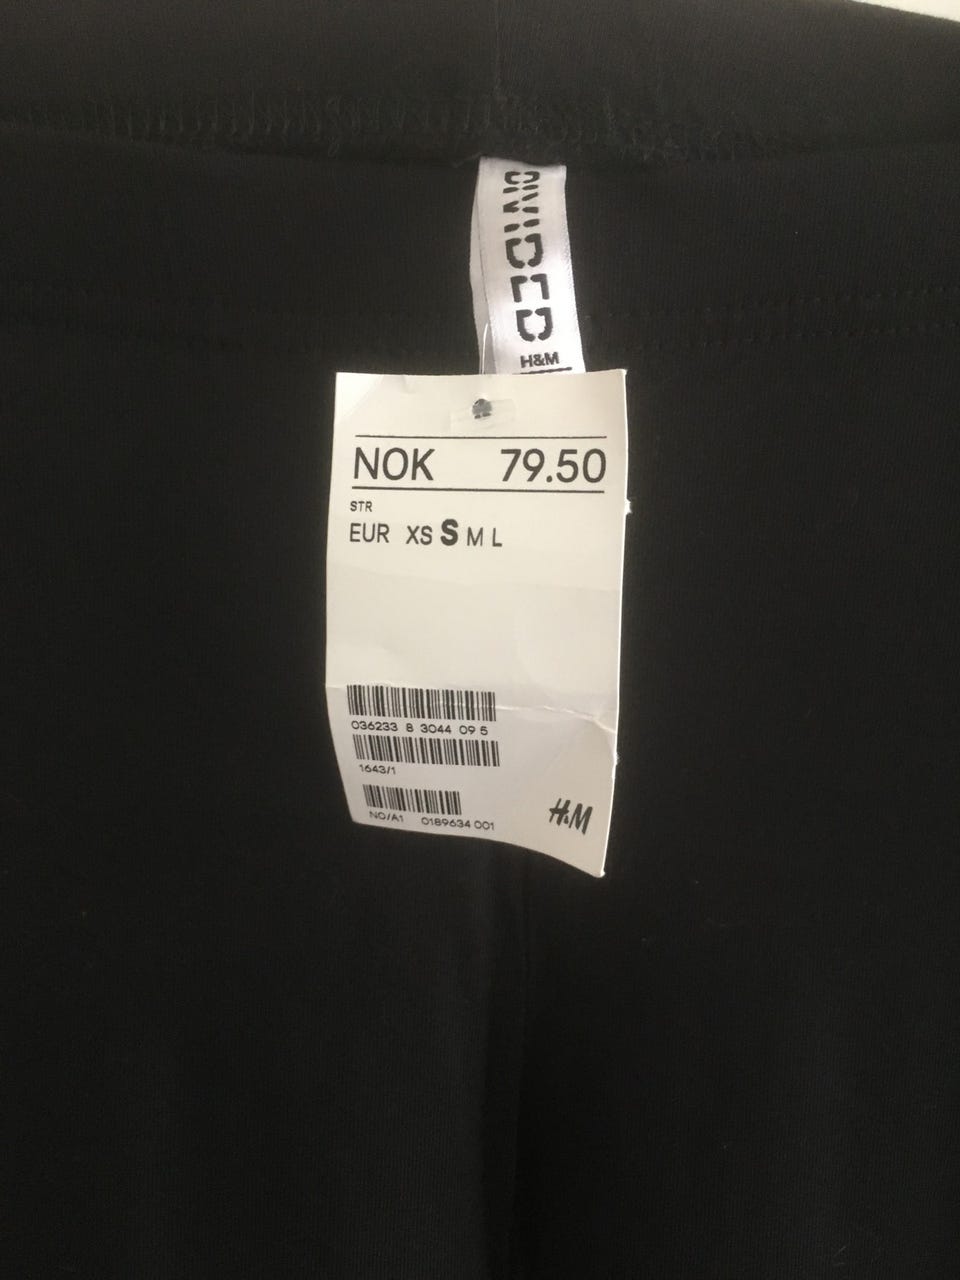 DIVIDED
H&M
NOK 79.50
STR
EUR XS S M L
036233 8 3044 09 5
1643/1
NO/A1 0189634 001
H&M